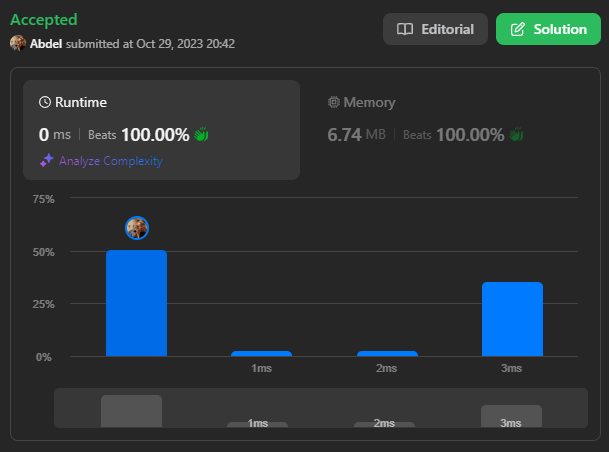 Accepted
Abdel submitted at Oct 29, 2023 20:42
Editorial
Solution
Runtime
0 ms | Beats 100.00%
Analyze Complexity
Memory
6.74 MB | Beats 100.00%
75%
50%
25%
0%
1ms 2ms 3ms
1ms 2ms 3ms